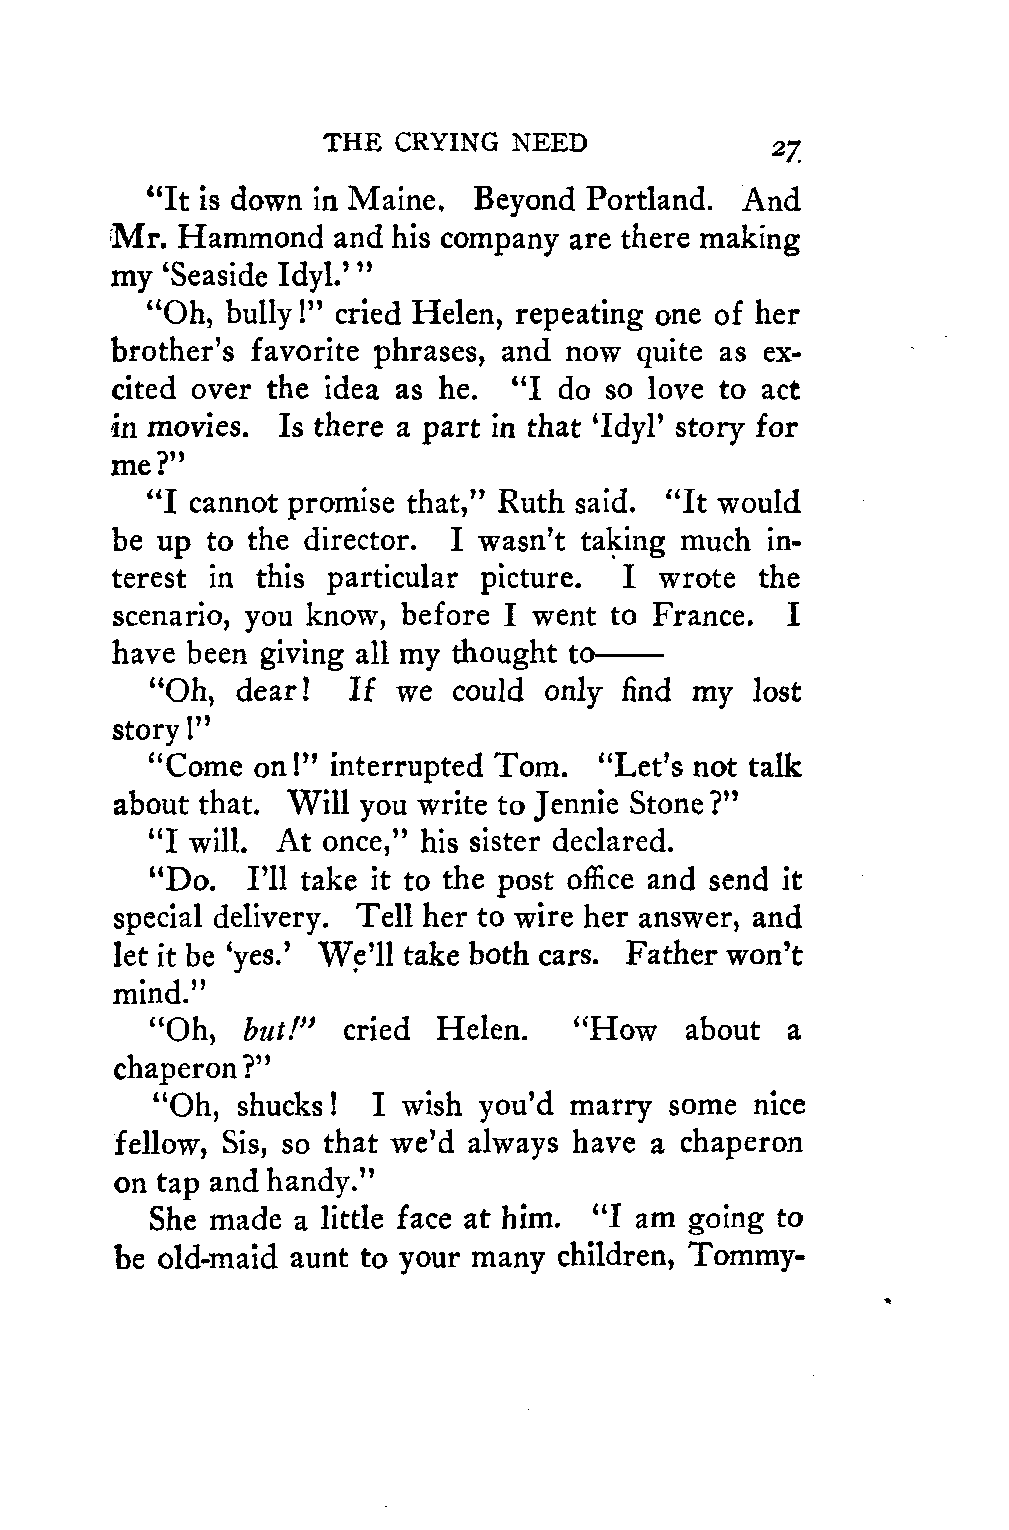 THE CRYING NEED 27
“It is down in Maine. Beyond Portland. And
Mr. Hammond and his company are there making
my ‘Seaside Idyl.’”
“Oh, bully!” cried Helen, repeating one of her
brother’s favorite phrases, and now quite as ex-
cited over the idea as he. “I do so love to act
in movies. Is there a part in that ‘Idyl’ story for
me?”
“I cannot promise that,” Ruth said. “It would
be up to the director. I wasn’t taking much in-
terest in this particular picture. I wrote the
scenario, you know, before I went to France. I
have been giving all my thought to——
“Oh, dear! If we could only find my lost
story!”
“Come on!” interrupted Tom. “Let’s not talk
about that. Will you write to Jennie Stone?”
“I will. At once,” his sister declared.
“Do. I’ll take it to the post office and send it
special delivery. Tell her to wire her answer, and
let it be ‘yes.’ We’ll take both cars. Father won’t
mind.”
“Oh, but!” cried Helen. “How about a
chaperon?”
“Oh, shucks! I wish you’d marry some nice
fellow, Sis, so that we’d always have a chaperon
on tap and handy.”
She made a little face at him. “I am going to
be old-maid aunt to your many children, Tommy-